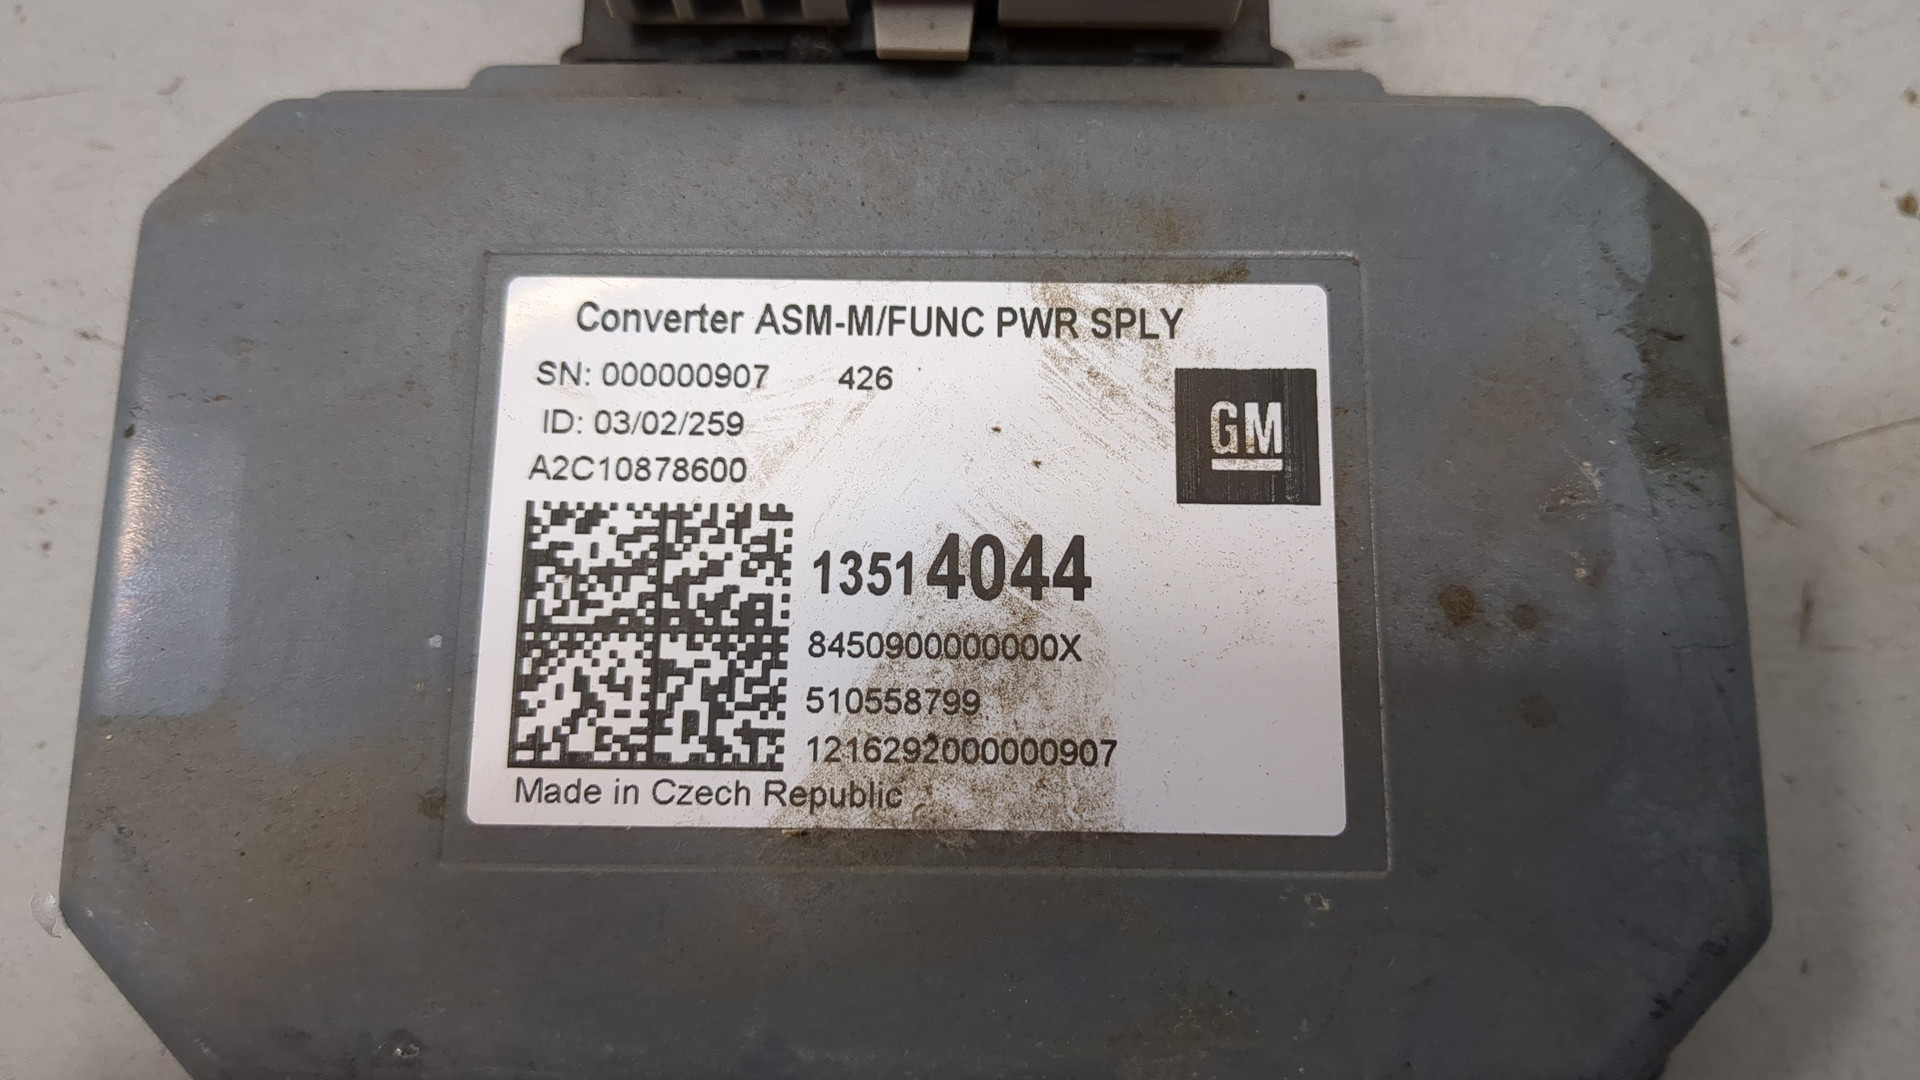 Converter ASM-M/FUNC PWR SPLY
SN: 000000907 426
ID: 03/02/259
A2C10878600
GM
13514044
8450900000000X
510558799
1216292000000907
Made in Czech Republic